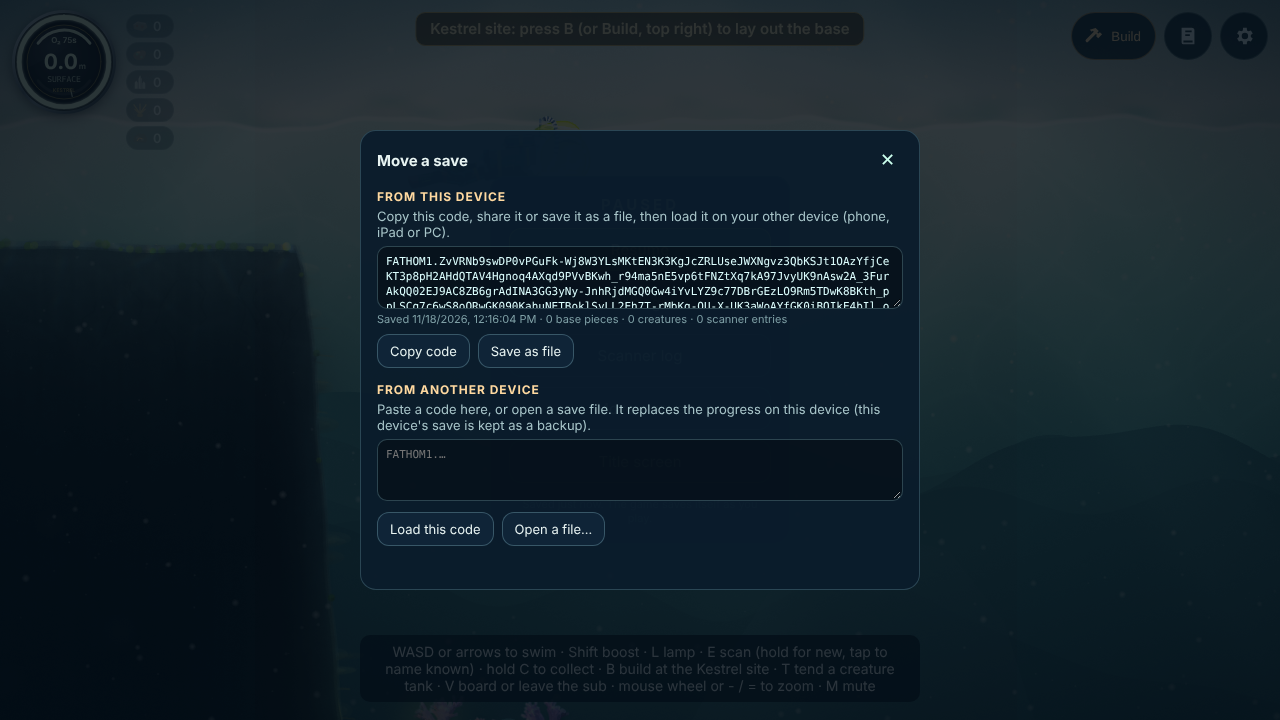 O₂ 75s
0.0m
SURFACE
0
0
0
0
0
Kestrel site: press B (or Build, top right) to lay out the base
Build
Move a save
FROM THIS DEVICE
Copy this code, share it or save it as a file, then load it on your other device (phone,
iPad or PC).
FATHOM1.ZvVRNb9swDP0vPGuFk-Wj8W3YLsMKtEN3K3KgJcZRLUseJWXNgvz3QbKSJt1OAzYfjCe
KT3p8pH2AHdQTAV4Hgnoq4AXqd9PVvBKwh_r94ma5nE5vp6tFNZtXq7kA97JvyUK9nAsw2A_3Fur
AkQQ02EJ9AC8ZB6grAdINA3GG3yNy-JnhRjdMGQ0Gw4iYvLYZ9c77DBrGEzLO9Rm5TDwK8BKth_p
Saved 11/18/2026, 12:16:04 PM · 0 base pieces · 0 creatures · 0 scanner entries
Copy code
Save as file
FROM ANOTHER DEVICE
Paste a code here, or open a save file. It replaces the progress on this device (this
device's save is kept as a backup).
FATHOM1.…
Load this code
Open a file…
WASD or arrows to swim · Shift boost · L lamp · E scan (hold for new, tap to
name known) · hold C to collect · B build at the Kestrel site · T tend a creature
tank · V board or leave the sub · mouse wheel or - / = to zoom · M mute